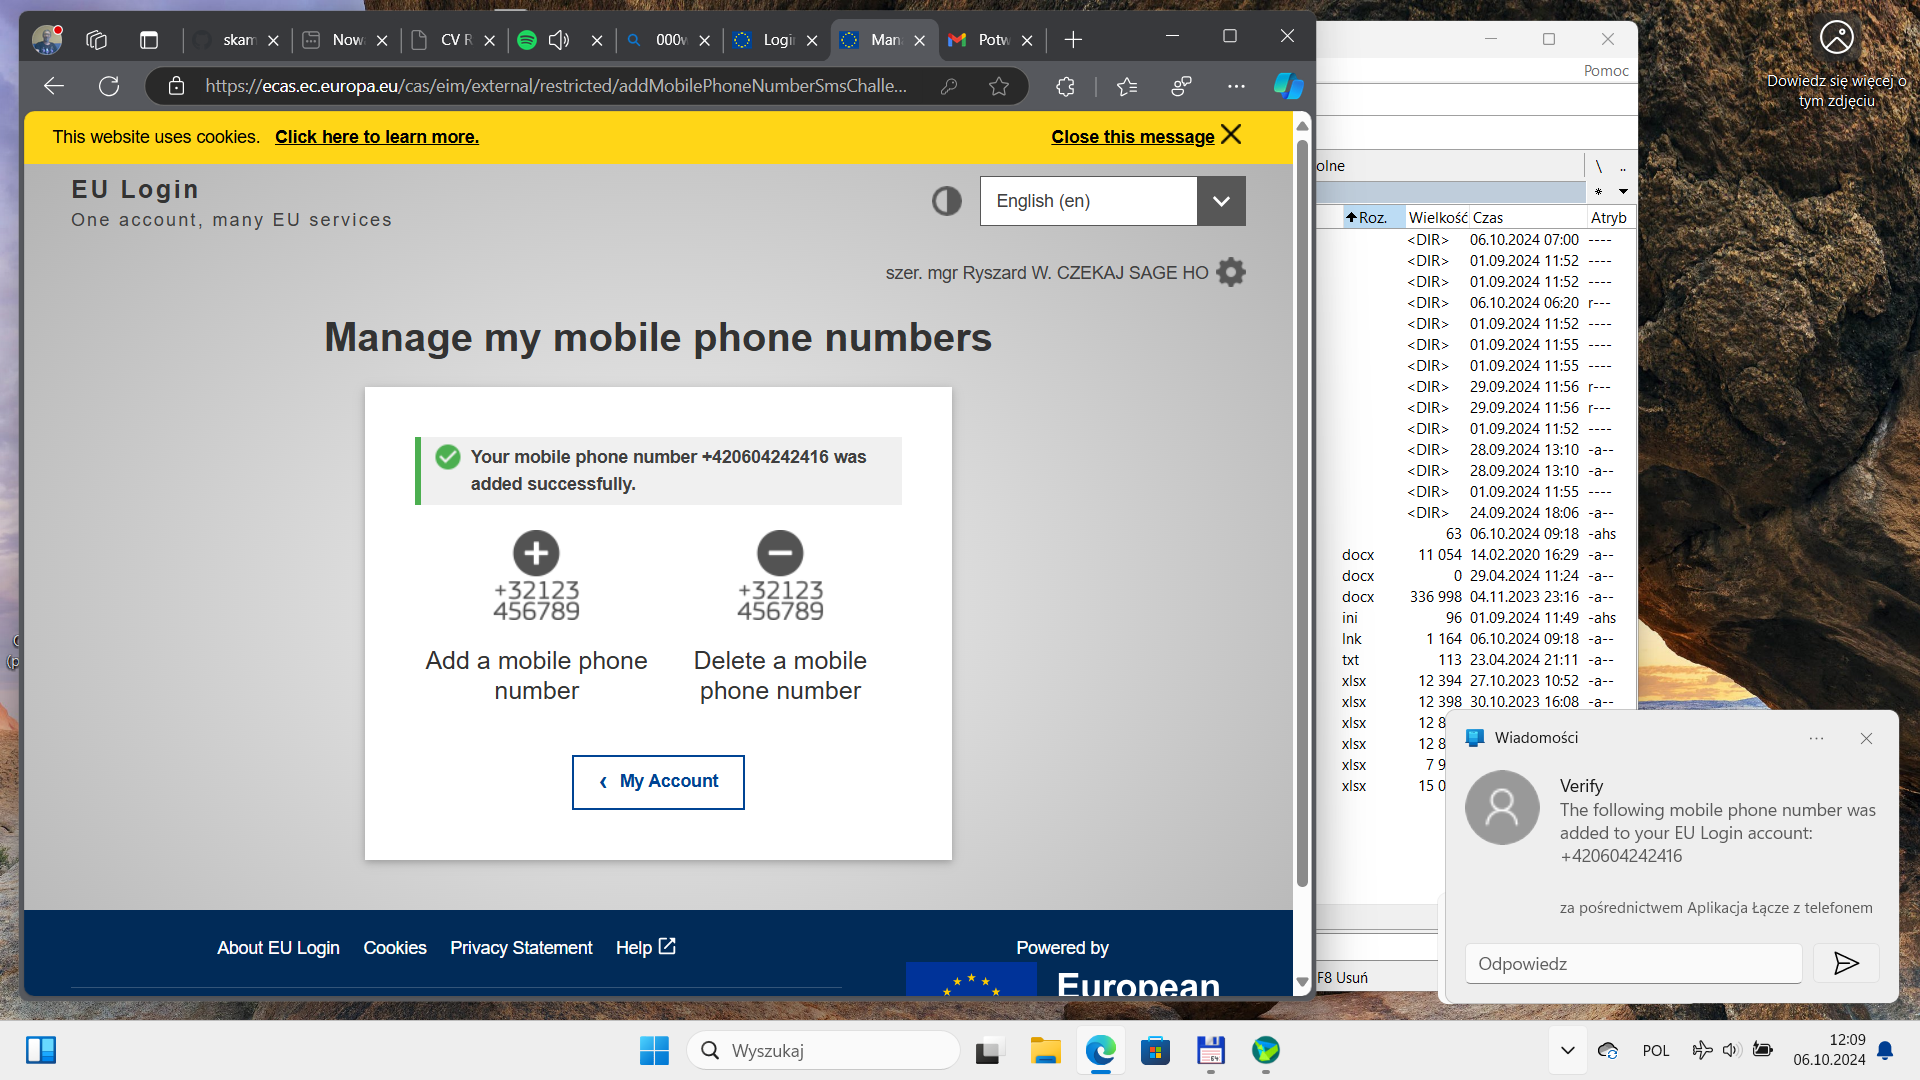 skam
Nowa
CV R
000w
Login
Man
Potw
https://ecas.ec.europa.eu/cas/eim/external/restricted/addMobilePhoneNumberSmsChalle...
This website uses cookies. Click here to learn more.
Close this message
EU Login
One account, many EU services
English (en)
szer. mgr Ryszard W. CZEKAJ SAGE HO
Manage my mobile phone numbers
Your mobile phone number +420604242416 was
added successfully.
+32123
456789
Add a mobile phone
number
+32123
456789
Delete a mobile
phone number
‹ My Account
About EU Login
Cookies
Privacy Statement
Help
Powered by
European
Pomoc
olne
\ ..
* 
Roz. Wielkość Czas Atryb
<DIR> 06.10.2024 07:00 ----
<DIR> 01.09.2024 11:52 ----
<DIR> 01.09.2024 11:52 ----
<DIR> 06.10.2024 06:20 r---
<DIR> 01.09.2024 11:52 ----
<DIR> 01.09.2024 11:55 ----
<DIR> 01.09.2024 11:55 ----
<DIR> 29.09.2024 11:56 r---
<DIR> 29.09.2024 11:56 r---
<DIR> 01.09.2024 11:52 ----
<DIR> 28.09.2024 13:10 -a--
<DIR> 28.09.2024 13:10 -a--
<DIR> 01.09.2024 11:55 ----
<DIR> 24.09.2024 18:06 -a--
63 06.10.2024 09:18 -ahs
docx 11 054 14.02.2020 16:29 -a--
docx 0 29.04.2024 11:24 -a--
docx 336 998 04.11.2023 23:16 -a--
ini 96 01.09.2024 11:49 -ahs
lnk 1 164 06.10.2024 09:18 -a--
txt 113 23.04.2024 21:11 -a--
xlsx 12 394 27.10.2023 10:52 -a--
xlsx 12 398 30.10.2023 16:08 -a--
xlsx 12 8
xlsx 12 8
xlsx 7 9
xlsx 15 0
F8 Usuń
Dowiedz się więcej o
tym zdjęciu
Wiadomości
Verify
The following mobile phone number was
added to your EU Login account:
+420604242416
za pośrednictwem Aplikacja Łącze z telefonem
Odpowiedz
Wyszukaj
64
POL
12:09
06.10.2024